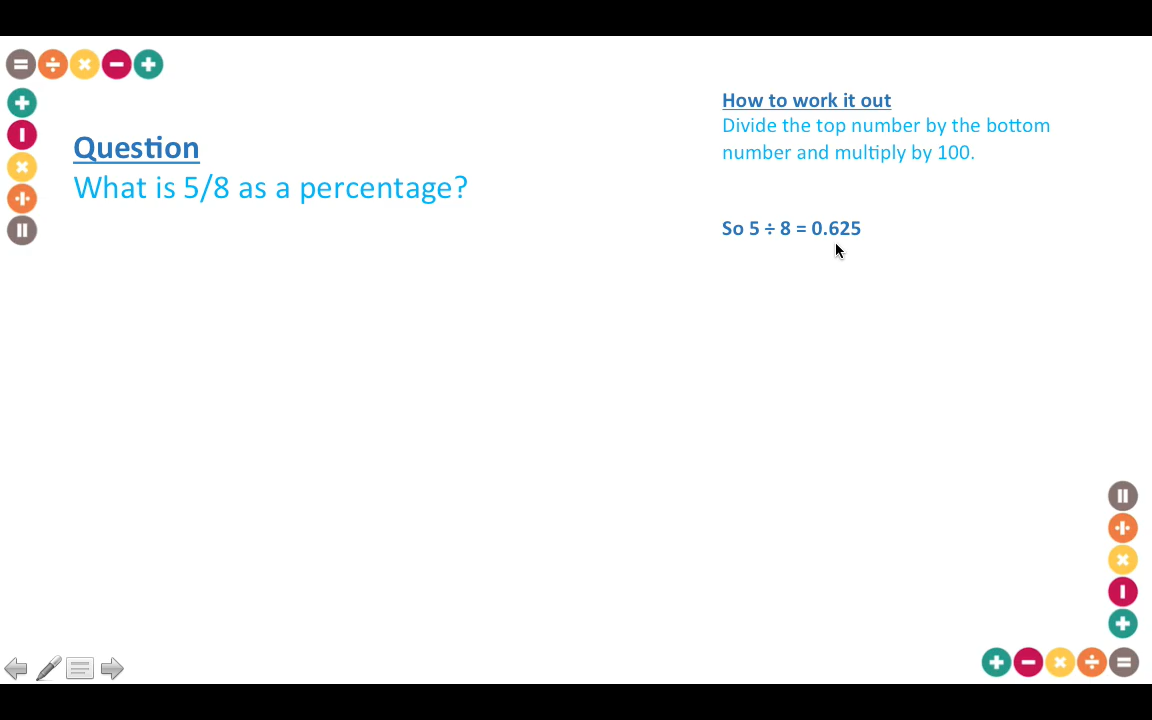 Question
What is 5/8 as a percentage?
How to work it out
Divide the top number by the bottom
number and multiply by 100.
So 5 ÷ 8 = 0.625